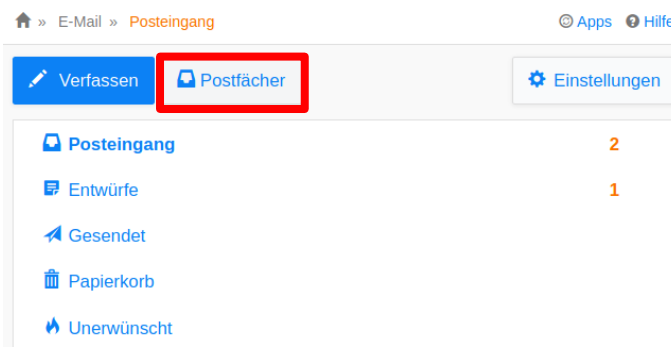 » E-Mail » Posteingang Apps Hilfe
Verfassen Postfächer Einstellungen
Posteingang 2
Entwürfe 1
Gesendet
Papierkorb
Unerwünscht